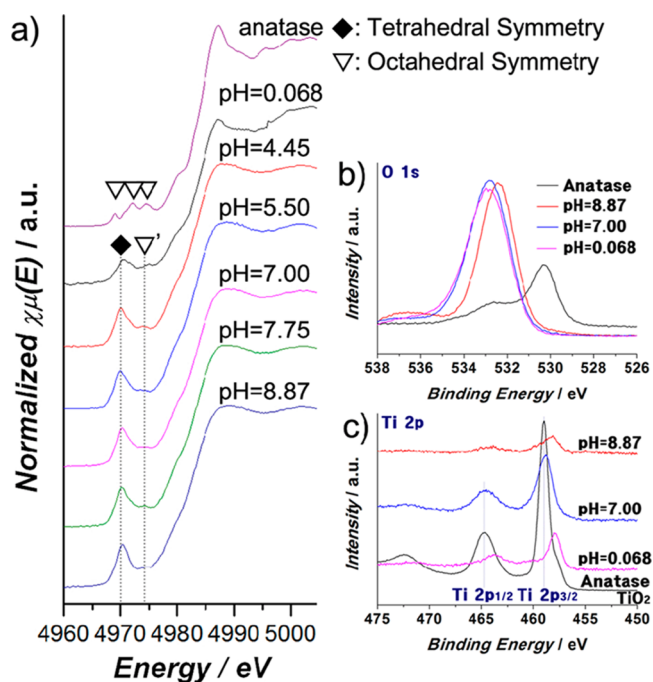 a)
◆: Tetrahedral Symmetry
▽: Octahedral Symmetry
anatase
pH=0.068
pH=4.45
pH=5.50
pH=7.00
pH=7.75
pH=8.87
▽ ▽ ▽
◆ ▽'
Normalized χμ(E) / a.u.
4960 4970 4980 4990 5000
Energy / eV
b)
O 1s
Anatase
pH=8.87
pH=7.00
pH=0.068
Intensity / a.u.
538 536 534 532 530 528 526
Binding Energy / eV
c)
Ti 2p
pH=8.87
pH=7.00
pH=0.068
Anatase
TiO2
Ti 2p1/2 Ti 2p3/2
Intensity / a.u.
475 470 465 460 455 450
Binding Energy / eV